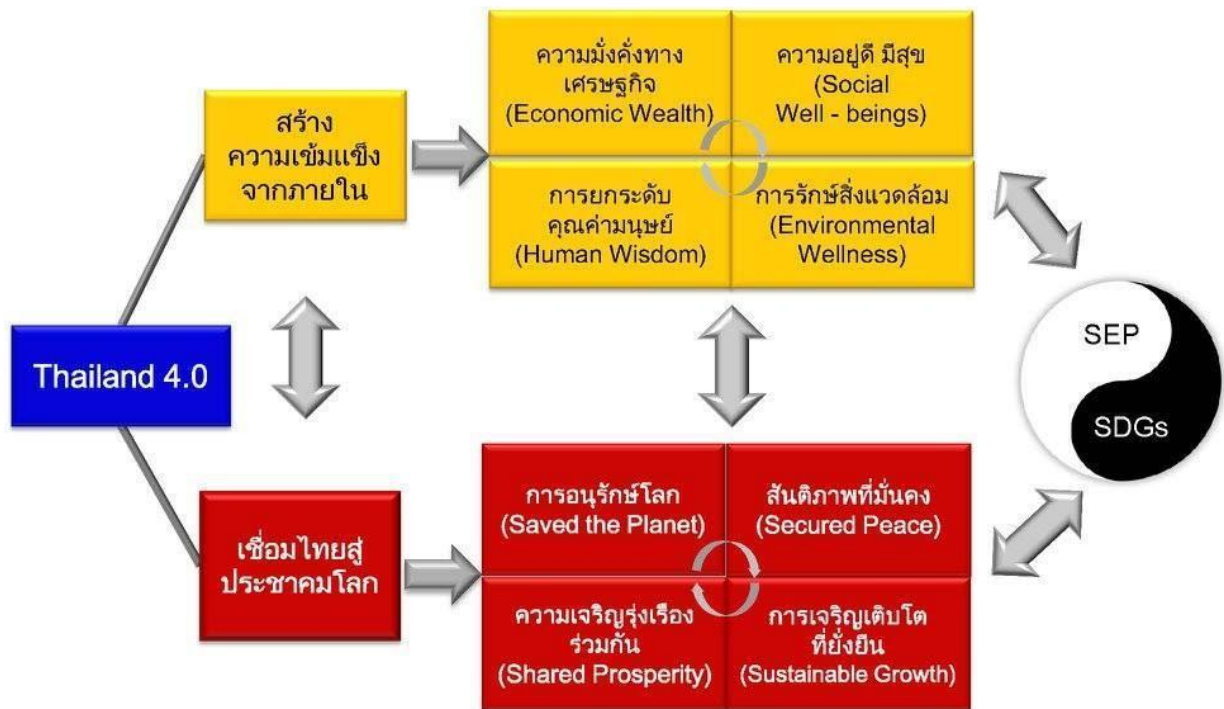 ความมั่งคั่งทาง
เศรษฐกิจ
(Economic Wealth)
ความอยู่ดี มีสุข
(Social
Well - beings)
สร้าง
ความเข้มแข็ง
จากภายใน
การยกระดับ
คุณค่ามนุษย์
(Human Wisdom)
การรักษ์สิ่งแวดล้อม
(Environmental
Wellness)
Thailand 4.0
SEP
SDGs
เชื่อมไทยสู่
ประชาคมโลก
การอนุรักษ์โลก
(Saved the Planet)
สันติภาพที่มั่นคง
(Secured Peace)
ความเจริญรุ่งเรือง
ร่วมกัน
(Shared Prosperity)
การเจริญเติบโต
ที่ยั่งยืน
(Sustainable Growth)